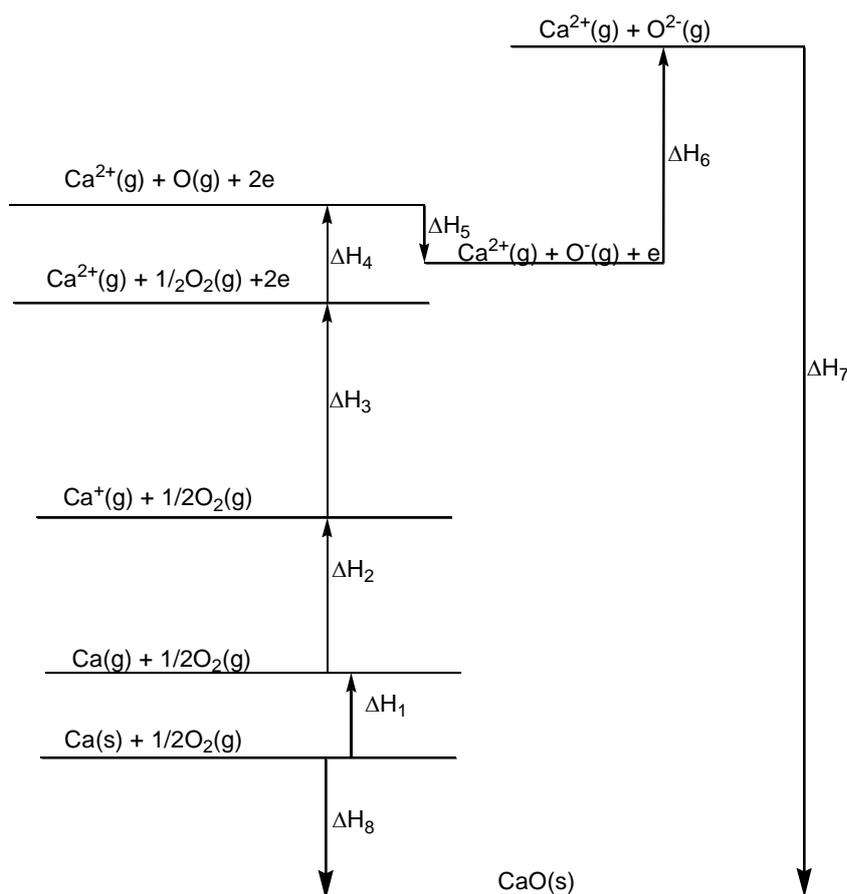 Ca²⁺(g) + O²⁻(g)
ΔH₆
Ca²⁺(g) + O(g) + 2e
ΔH₅
Ca²⁺(g) + O⁻(g) + e
ΔH₄
Ca²⁺(g) + 1/₂O₂(g) +2e
ΔH₇
ΔH₃
Ca⁺(g) + 1/2O₂(g)
ΔH₂
Ca(g) + 1/2O₂(g)
ΔH₁
Ca(s) + 1/2O₂(g)
ΔH₈
CaO(s)